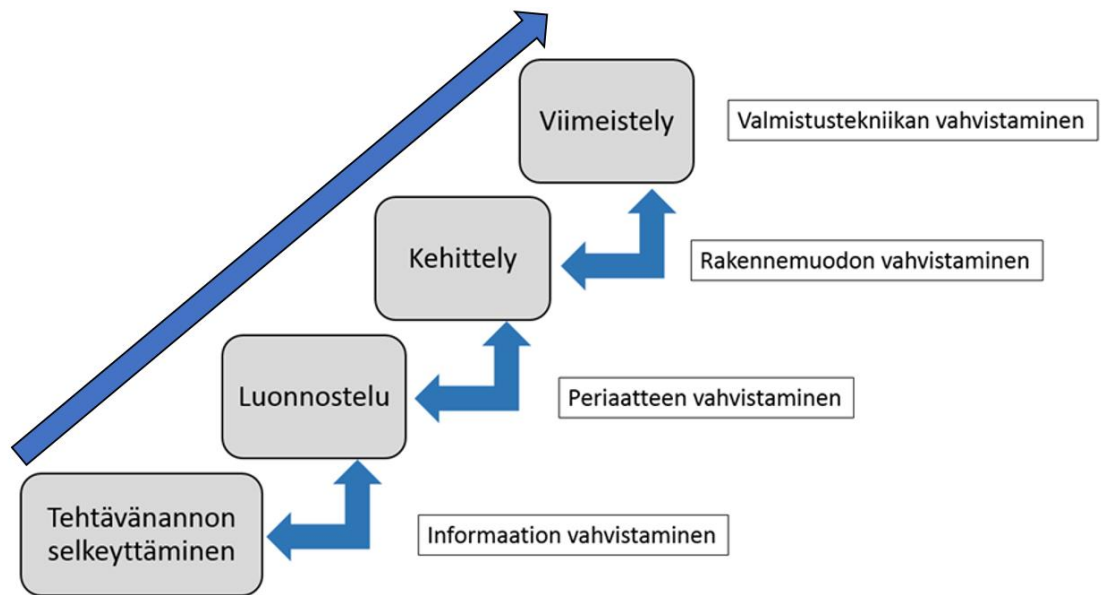 Viimeistely
Valmistustekniikan vahvistaminen
Kehittely
Rakennemuodon vahvistaminen
Luonnostelu
Periaatteen vahvistaminen
Tehtävänannon
selkeyttäminen
Informaation vahvistaminen